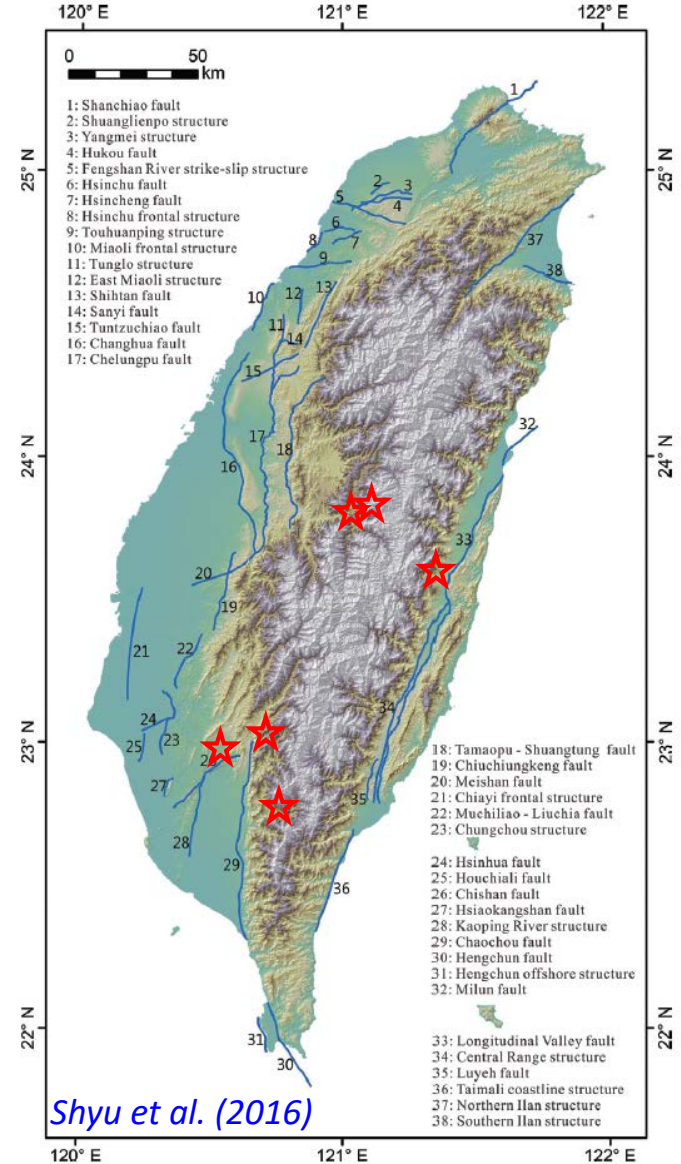 120° E 121° E 122° E
0 50
km
1: Shanchiao fault
2: Shuanglienpo structure
3: Yangmei structure
4: Hukou fault
5: Fengshan River strike-slip structure
6: Hsinchu fault
7: Hsincheng fault
8: Hsinchu frontal structure
9: Touhuanping structure
10: Miaoli frontal structure
11: Tunglo structure
12: East Miaoli structure
13: Shihtan fault
14: Sanyi fault
15: Tuntzuchiao fault
16: Changhua fault
17: Chelungpu fault
25° N 25° N
24° N 24° N
23° N 23° N
22° N 22° N
1
2
3
5
4
6
7
8
9
37
38
10
12
13
11
14
15
32
17
18
16
33
20
19
21
22
34
24
25
23
27
35
28
29
36
31
30
18: Tamaopu - Shuangtung fault
19: Chiuchiungkeng fault
20: Meishan fault
21: Chiayi frontal structure
22: Muchiliao - Liuchia fault
23: Chungchou structure
24: Hsinhua fault
25: Houchiali fault
26: Chishan fault
27: Hsiaokangshan fault
28: Kaoping River structure
29: Chaochou fault
30: Hengchun fault
31: Hengchun offshore structure
32: Milun fault
33: Longitudinal Valley fault
34: Central Range structure
35: Luyeh fault
36: Taimali coastline structure
37: Northern Ilan structure
38: Southern Ilan structure
Shyu et al. (2016)
120° E 121° E 122° E